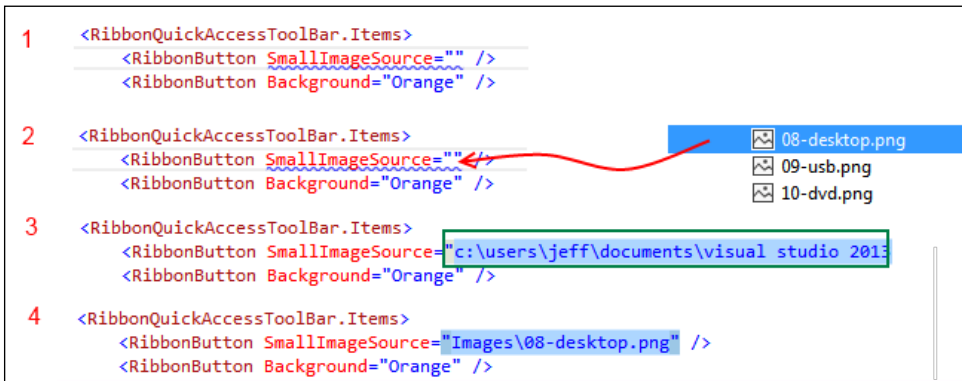 1
<RibbonQuickAccessToolBar.Items>
<RibbonButton SmallImageSource="" />
<RibbonButton Background="Orange" />
2
<RibbonQuickAccessToolBar.Items>
<RibbonButton SmallImageSource="" />
<RibbonButton Background="Orange" />
08-desktop.png
09-usb.png
10-dvd.png
3
<RibbonQuickAccessToolBar.Items>
<RibbonButton SmallImageSource="c:\users\jeff\documents\visual studio 2013
<RibbonButton Background="Orange" />
4
<RibbonQuickAccessToolBar.Items>
<RibbonButton SmallImageSource="Images\08-desktop.png" />
<RibbonButton Background="Orange" />